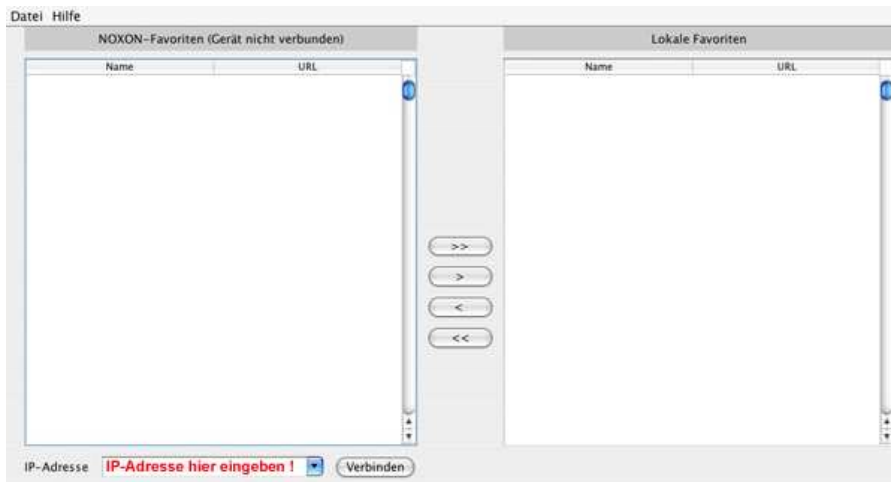 Datei Hilfe
NOXON-Favoriten (Gerät nicht verbunden)
Lokale Favoriten
Name URL
Name URL
>>
>
<
<<
IP-Adresse IP-Adresse hier eingeben ! Verbinden